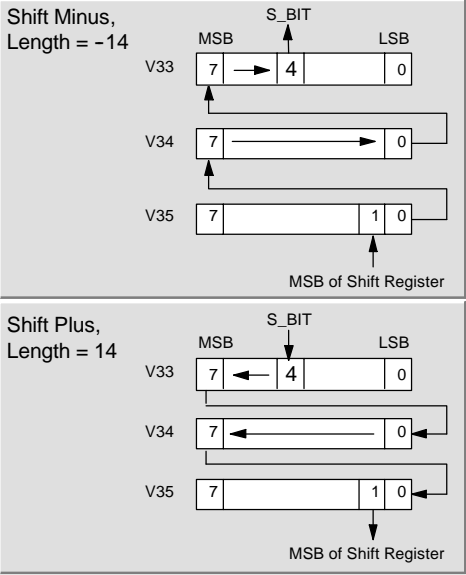 Shift Minus,
Length = -14
S_BIT
MSB LSB
V33 7 4 0
V34 7 0
V35 7 1 0
MSB of Shift Register
Shift Plus,
Length = 14
S_BIT
MSB LSB
V33 7 4 0
V34 7 0
V35 7 1 0
MSB of Shift Register